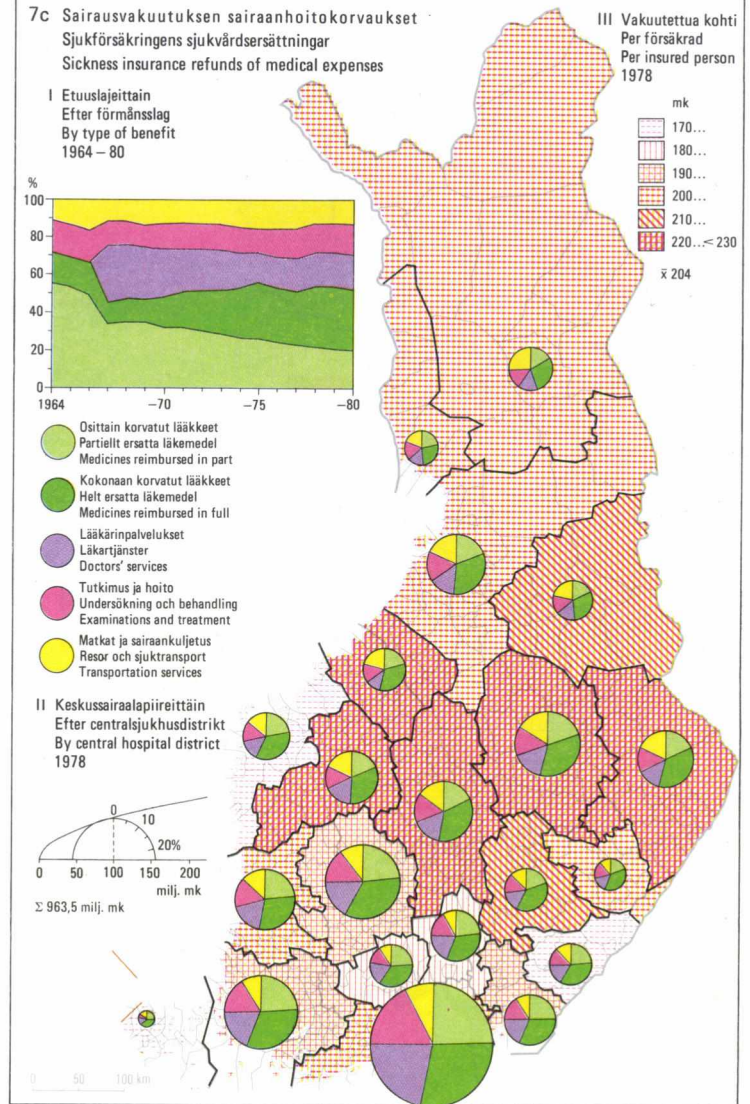 7c Sairausvakuutuksen sairaanhoitokorvaukset
Sjukförsäkringens sjukvårdsersättningar
Sickness insurance refunds of medical expenses
I Etuuslajeittain
Efter förmånsslag
By type of benefit
1964 – 80
%
100
80
60
40
20
0
1964
–70
–75
–80
Osittain korvatut lääkkeet
Partiellt ersatta läkemedel
Medicines reimbursed in part
Kokonaan korvatut lääkkeet
Helt ersatta läkemedel
Medicines reimbursed in full
Lääkärinpalvelukset
Läkartjänster
Doctors' services
Tutkimus ja hoito
Undersökning och behandling
Examinations and treatment
Matkat ja sairaankuljetus
Resor och sjuktransport
Transportation services
II Keskussairaalapiireittäin
Efter centralsjukhusdistrikt
By central hospital district
1978
0
10
20%
0 50 100 150 200
milj. mk
Σ 963,5 milj. mk
0 50 100 km
III Vakuutettua kohti
Per försäkrad
Per insured person
1978
mk
170...
180...
190...
200...
210...
220...< 230
x̄ 204